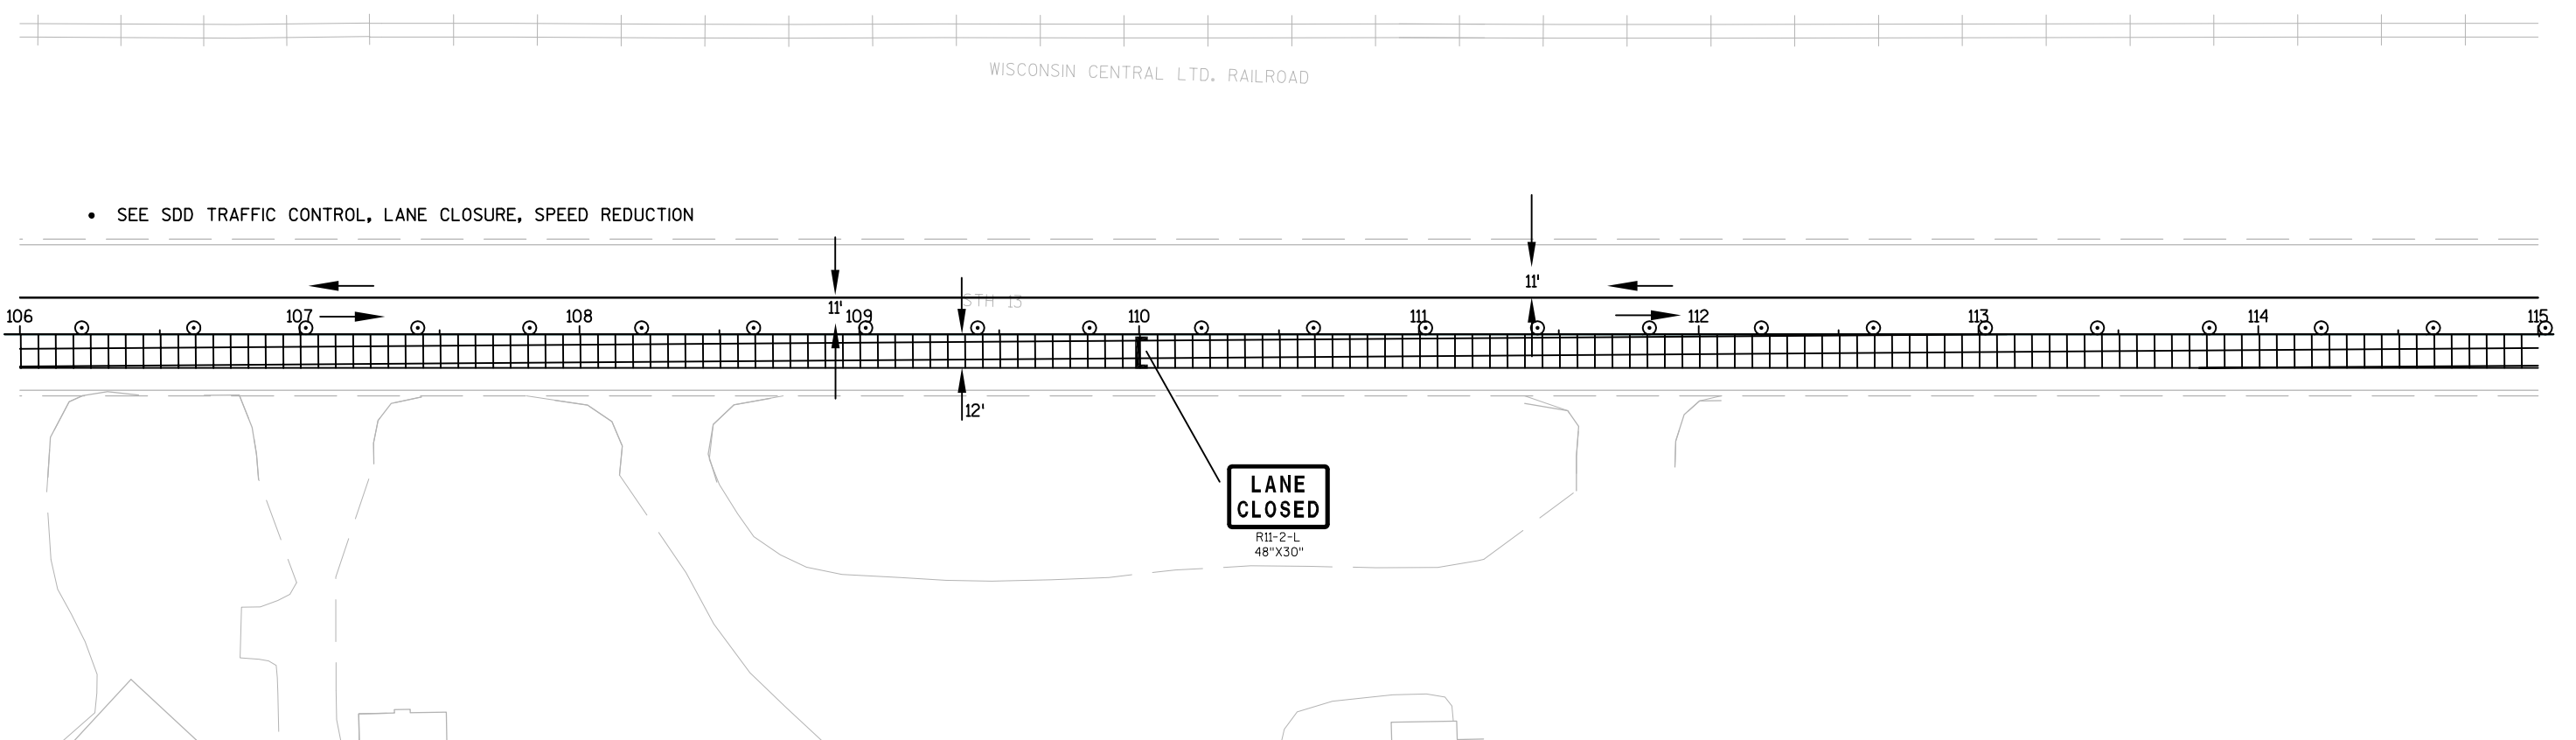 WISCONSIN CENTRAL LTD. RAILROAD
• SEE SDD TRAFFIC CONTROL, LANE CLOSURE, SPEED REDUCTION
11'
STH 13
106 107 108 11' 109 110 111 112 113 114 115
12'
LANE
CLOSED
R11-2-L
48"X30"